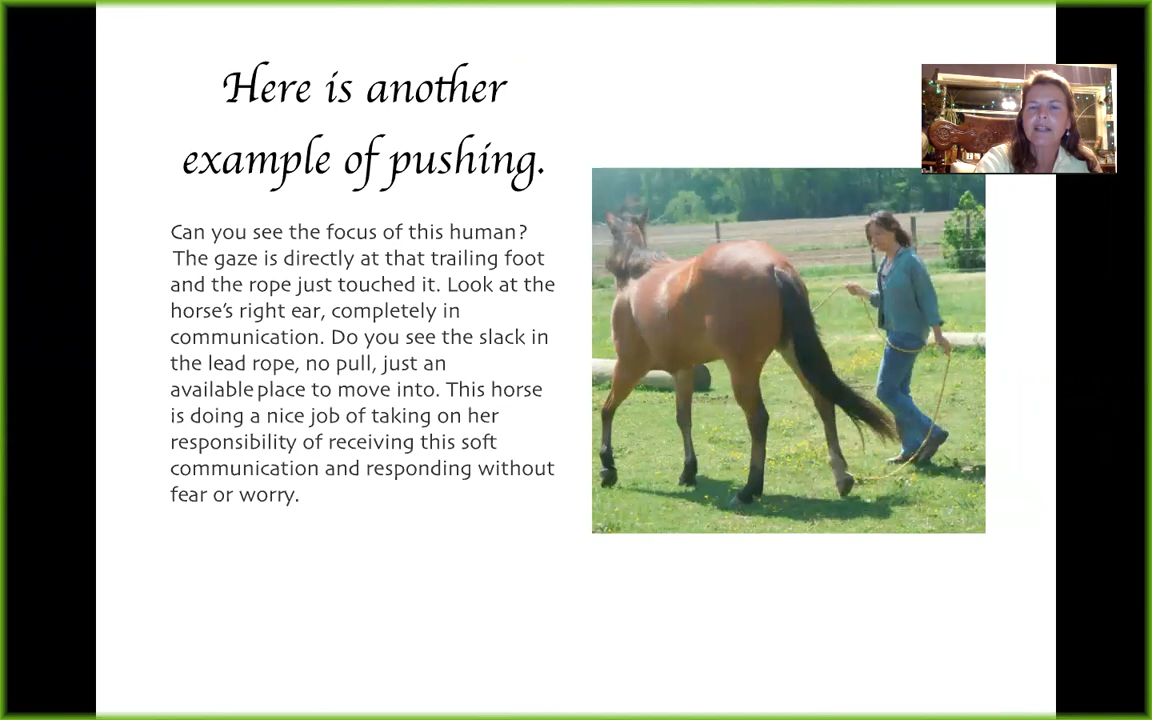 Here is another
example of pushing.
Can you see the focus of this human?
The gaze is directly at that trailing foot
and the rope just touched it. Look at the
horse's right ear, completely in
communication. Do you see the slack in
the lead rope, no pull, just an
available place to move into. This horse
is doing a nice job of taking on her
responsibility of receiving this soft
communication and responding without
fear or worry.